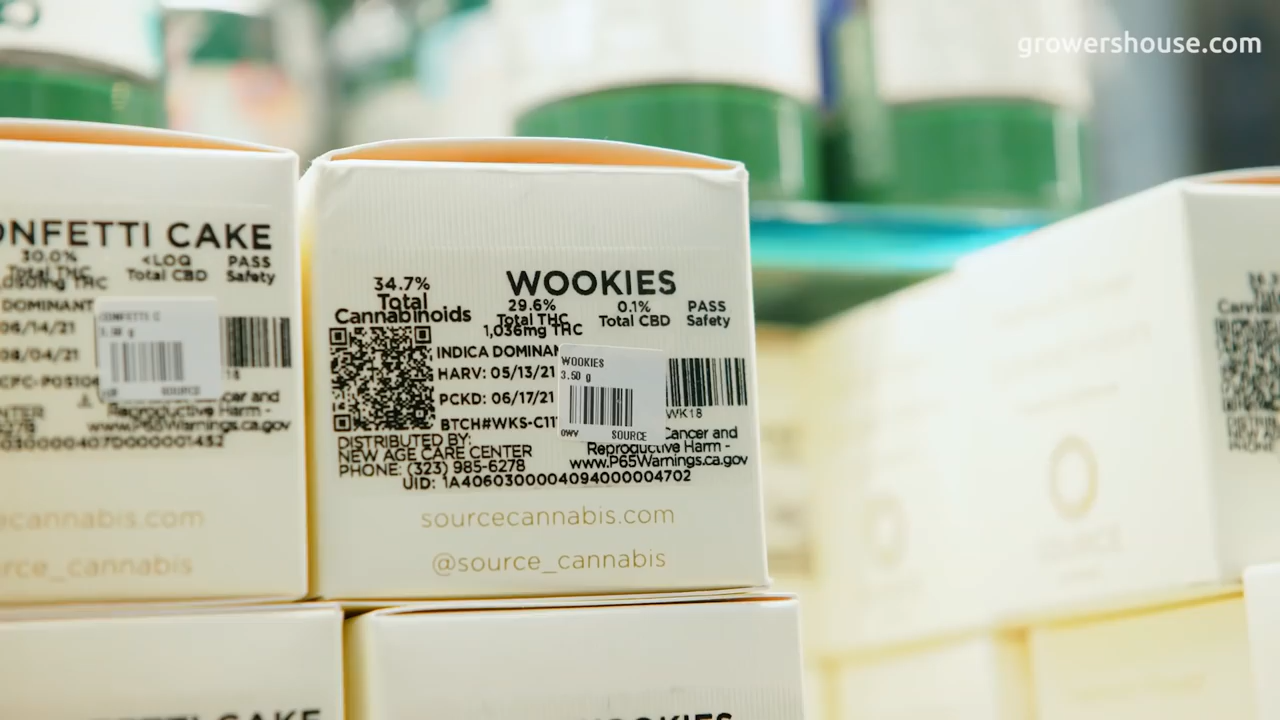 growershouse.com
ONFETTI CAKE
30.0%
Total THC
<LOQ
Total CBD
PASS
Safety
DOMINANT
06/14/21
08/04/21
CONFETTI C
3.50 g
SOURCE
Reproductive Harm -
www.P65Warnings.ca.gov
ecannabis.com
rce_cannabis
WOOKIES
34.7%
Total
Cannabinoids
29.6%
Total THC
1,036mg THC
0.1%
Total CBD
PASS
Safety
INDICA DOMINAN
HARV: 05/13/21
PCKD: 06/17/21
BTCH#WKS-C11
WOOKIES
3.50 g
SOURCE
WK18
Cancer and
Reproductive Harm -
www.P65Warnings.ca.gov
DISTRIBUTED BY:
NEW AGE CARE CENTER
PHONE: (323) 985-6278
UID: 1A4060300004094000004702
sourcecannabis.com
@source_cannabis